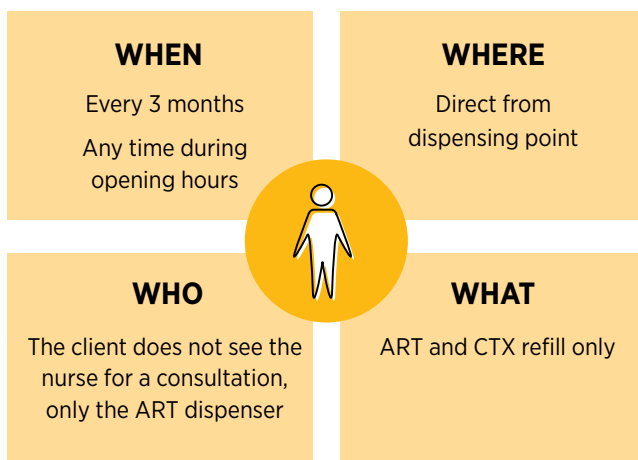 WHEN
Every 3 months
Any time during
opening hours
WHERE
Direct from
dispensing point
WHO
The client does not see the
nurse for a consultation,
only the ART dispenser
WHAT
ART and CTX refill only